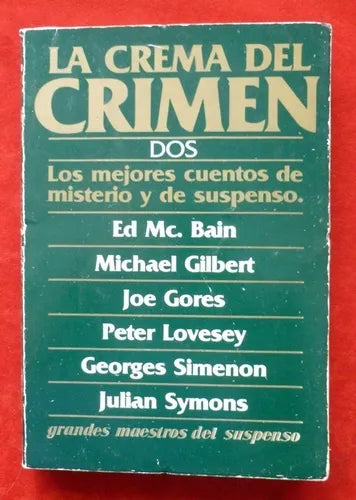 LA CREMA DEL
CRIMEN
DOS
Los mejores cuentos de
misterio y de suspenso.
Ed Mc. Bain
Michael Gilbert
Joe Gores
Peter Lovesey
Georges Simenon
Julian Symons
grandes maestros del suspenso